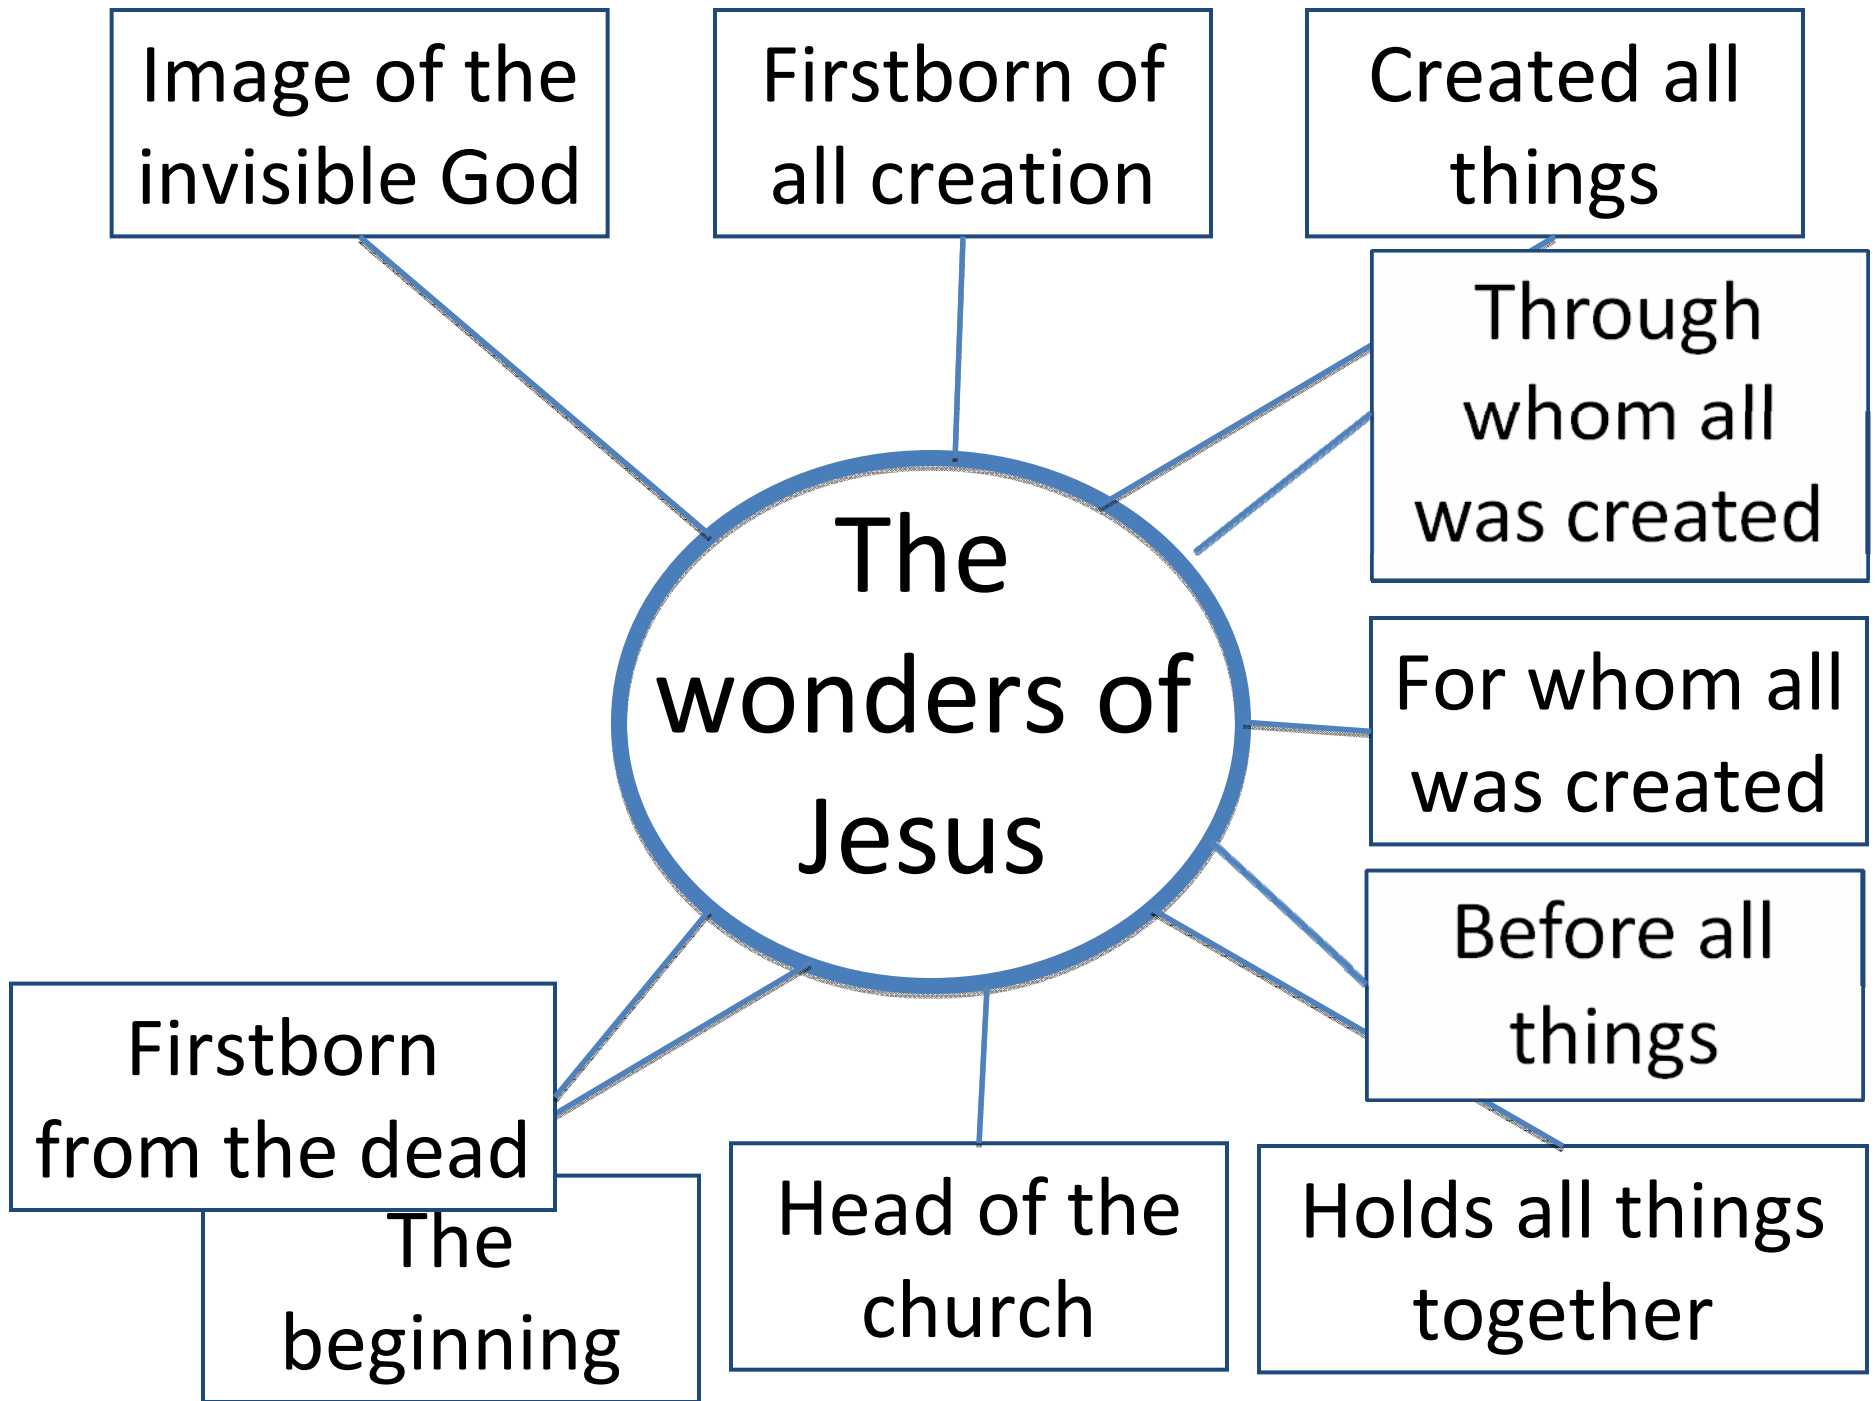 Image of the
invisible God
Firstborn of
all creation
Created all
things
Through
whom all
was created
The
wonders of
Jesus
For whom all
was created
Before all
things
Firstborn
from the dead
The
beginning
Head of the
church
Holds all things
together